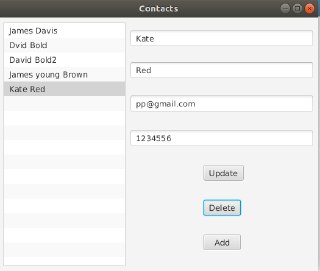 Contacts
James Davis
Dvid Bold
David Bold2
James young Brown
Kate Red
Kate
Red
pp@gmail.com
1234556
Update
Delete
Add